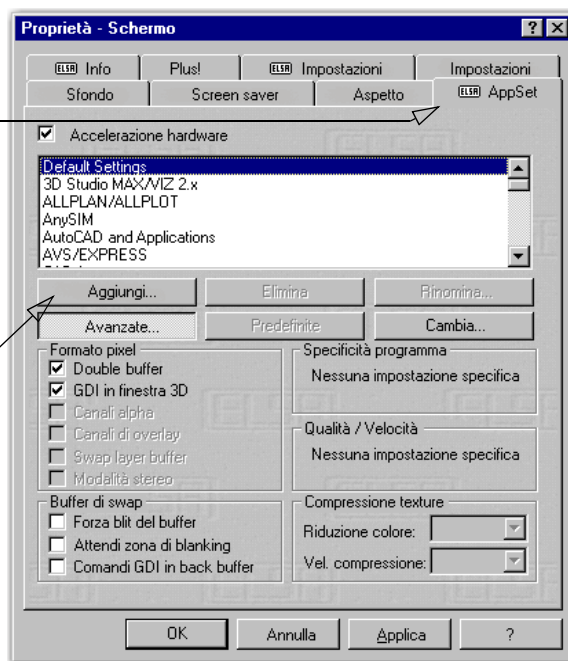 Proprietà - Schermo
ELSA Info
Plus!
ELSA Impostazioni
Impostazioni
Sfondo
Screen saver
Aspetto
ELSA AppSet
Accelerazione hardware
Default Settings
3D Studio MAX/VIZ 2.x
ALLPLAN/ALLPLOT
AnySIM
AutoCAD and Applications
AVS/EXPRESS
Aggiungi...
Elimina
Rinomina...
Avanzate...
Predefinite
Cambia...
Formato pixel
Double buffer
GDI in finestra 3D
Canali alpha
Canali di overlay
Swap layer buffer
Modalità stereo
Specificità programma
Nessuna impostazione specifica
Qualità / Velocità
Nessuna impostazione specifica
Buffer di swap
Forza blit del buffer
Attendi zona di blanking
Comandi GDI in back buffer
Compressione texture
Riduzione colore:
Vel. compressione:
OK
Annulla
Applica
?